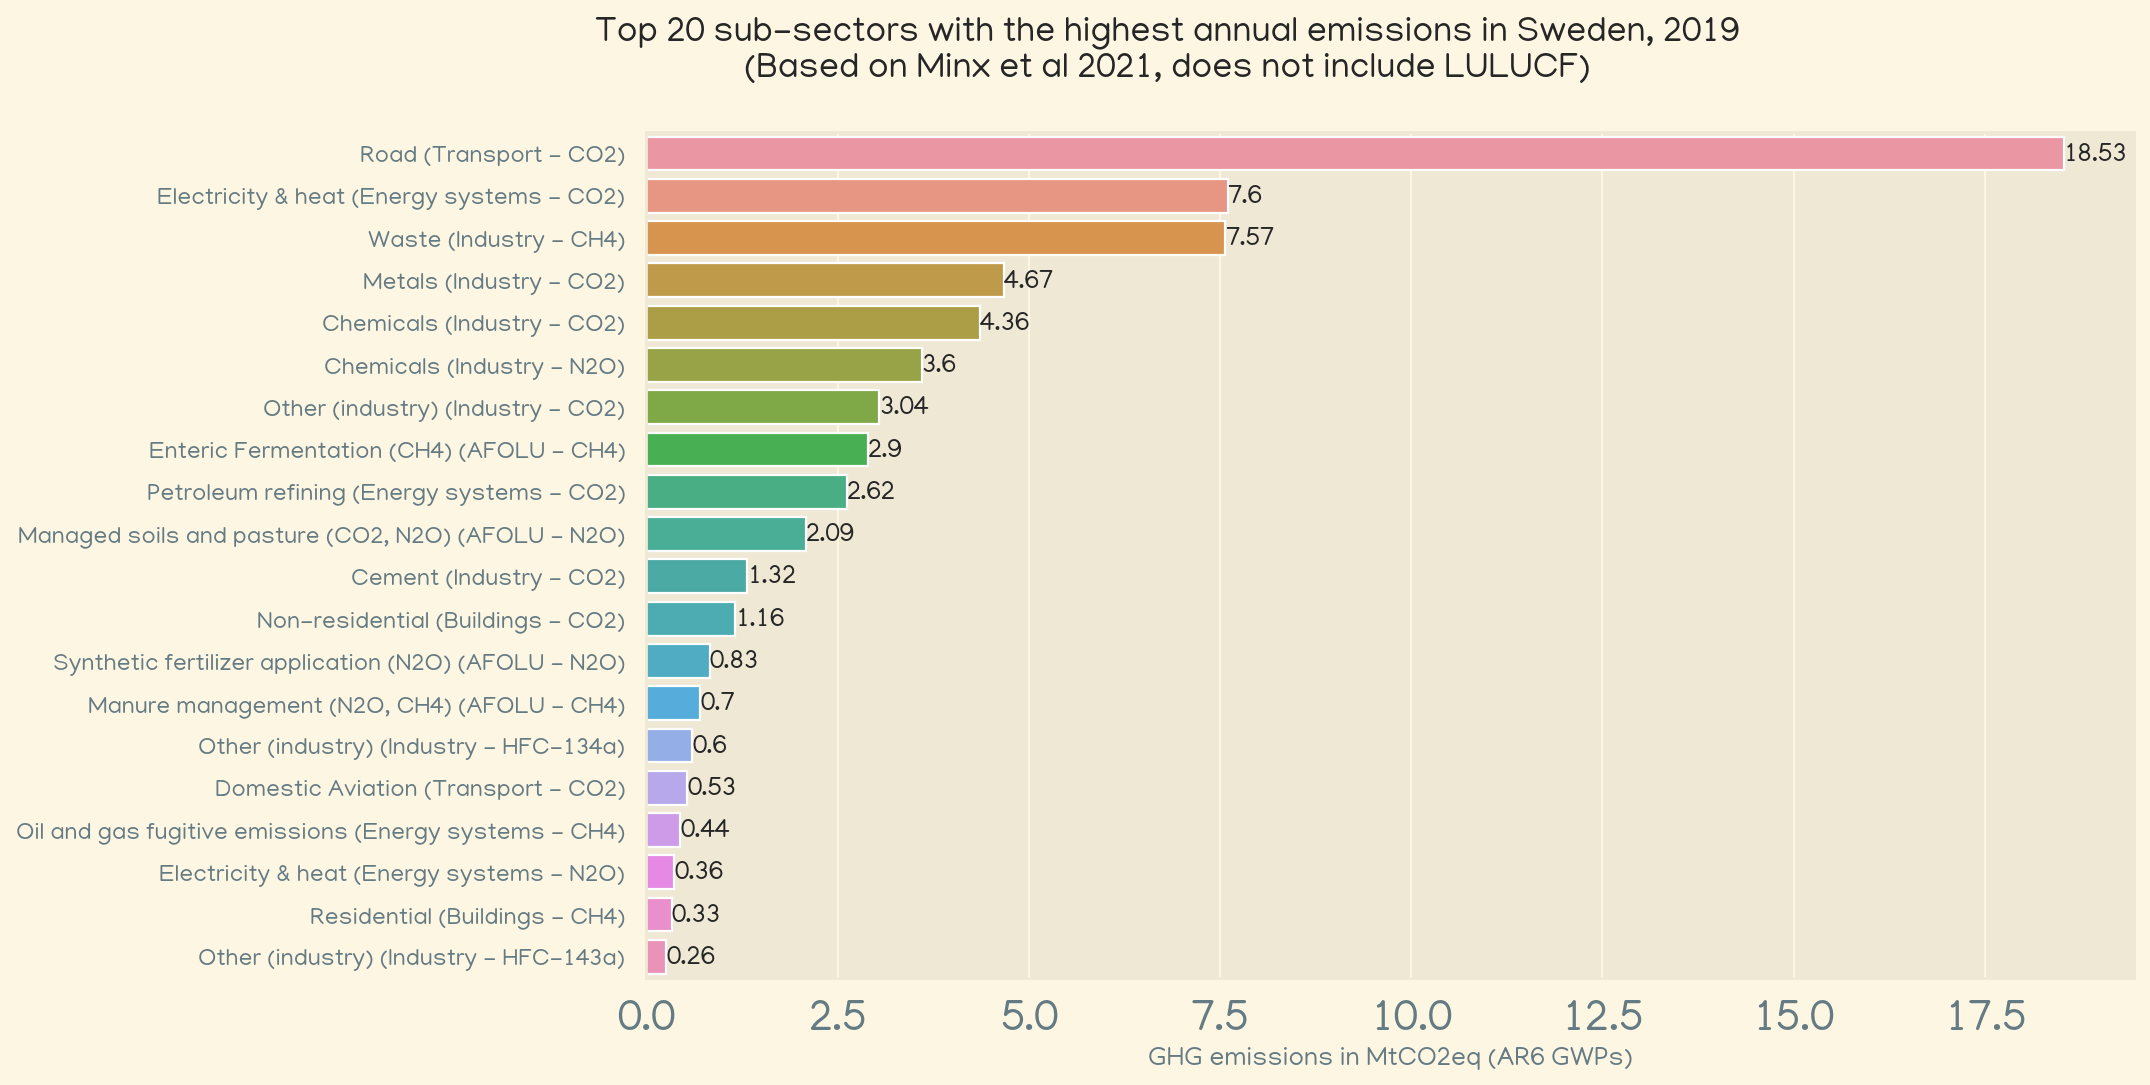 Top 20 sub-sectors with the highest annual emissions in Sweden, 2019
(Based on Minx et al 2021, does not include LULUCF)
Road (Transport - CO2) 18.53
Electricity & heat (Energy systems - CO2) 7.6
Waste (Industry - CH4) 7.57
Metals (Industry - CO2) 4.67
Chemicals (Industry - CO2) 4.36
Chemicals (Industry - N2O) 3.6
Other (industry) (Industry - CO2) 3.04
Enteric Fermentation (CH4) (AFOLU - CH4) 2.9
Petroleum refining (Energy systems - CO2) 2.62
Managed soils and pasture (CO2, N2O) (AFOLU - N2O) 2.09
Cement (Industry - CO2) 1.32
Non-residential (Buildings - CO2) 1.16
Synthetic fertilizer application (N2O) (AFOLU - N2O) 0.83
Manure management (N2O, CH4) (AFOLU - CH4) 0.7
Other (industry) (Industry - HFC-134a) 0.6
Domestic Aviation (Transport - CO2) 0.53
Oil and gas fugitive emissions (Energy systems - CH4) 0.44
Electricity & heat (Energy systems - N2O) 0.36
Residential (Buildings - CH4) 0.33
Other (industry) (Industry - HFC-143a) 0.26
0.0 2.5 5.0 7.5 10.0 12.5 15.0 17.5
GHG emissions in MtCO2eq (AR6 GWPs)